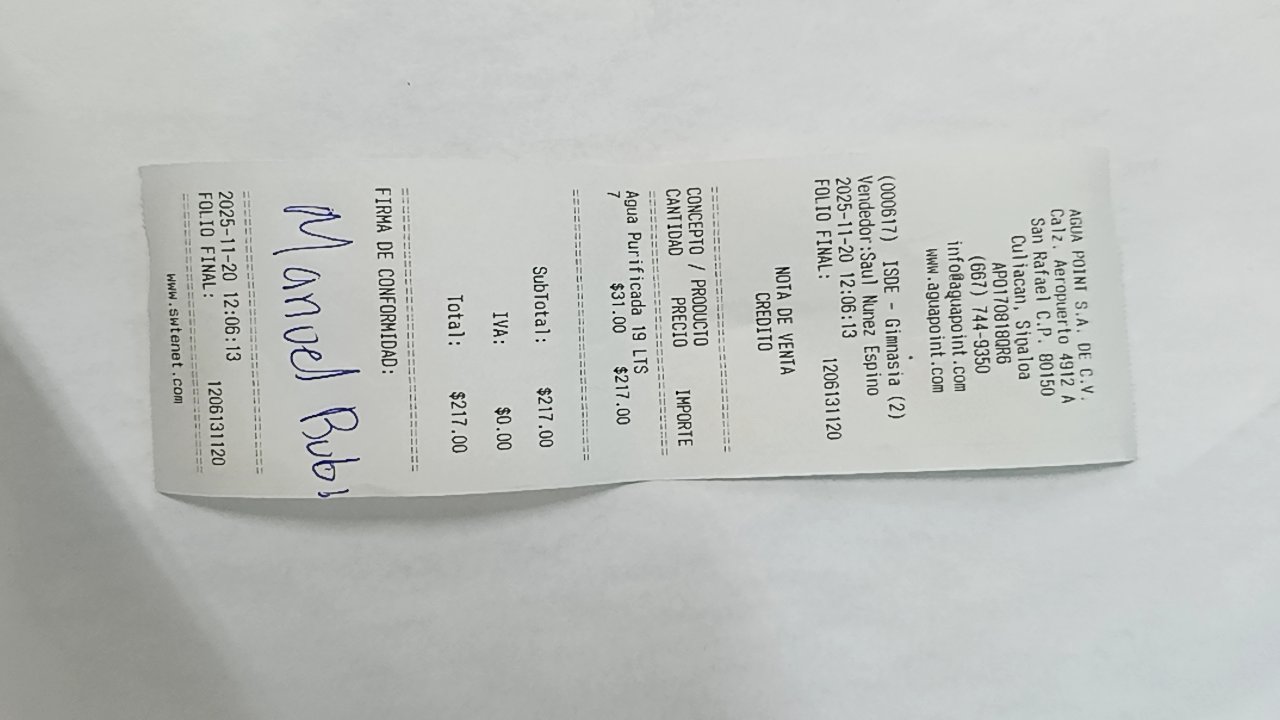 AGUA POINT S.A. DE C.V.
Calz. Aeropuerto 4912 A
San Rafael C.P. 80150
Culiacan, Sinaloa
APO170818QR6
(667) 744-9350
info@aguapoint.com
www.aguapoint.com
(000617) ISDE - Gimnasia (2)
Vendedor:Saul Nunez Espino
2025-11-20 12:06:13
FOLIO FINAL: 1206131120
NOTA DE VENTA
CREDITO
CONCEPTO / PRODUCTO
CANTIDAD PRECIO IMPORTE
Agua Purificada 19 LTS
7 $31.00 $217.00
SubTotal: $217.00
IVA: $0.00
Total: $217.00
FIRMA DE CONFORMIDAD:
Manuel
2025-11-20 12:06:13
FOLIO FINAL: 1206131120
www.swtenet.com